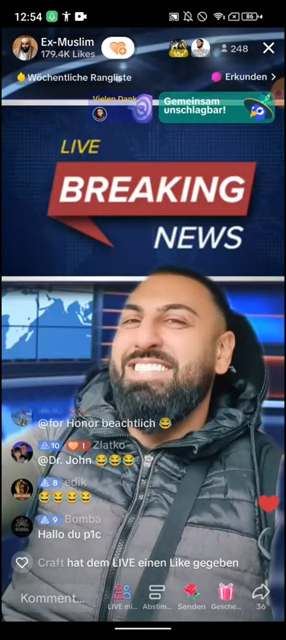 12:54
86
Ex-Muslim
179.4K Likes
248
Wöchentliche Rangliste
Erkunden >
Vielen Dank
Gemeinsam
unschlagbar!
LIVE
BREAKING
NEWS
@for Honor beachtlich 😂
10 1 Zlatko
@Dr. John 😂😂😂
8 edik
😂😂😂😂
9 Bomba
Hallo du p1c
Craft hat dem LIVE einen Like gegeben
Komment...
LIVE mi... Abstim... Senden Gesche... 36